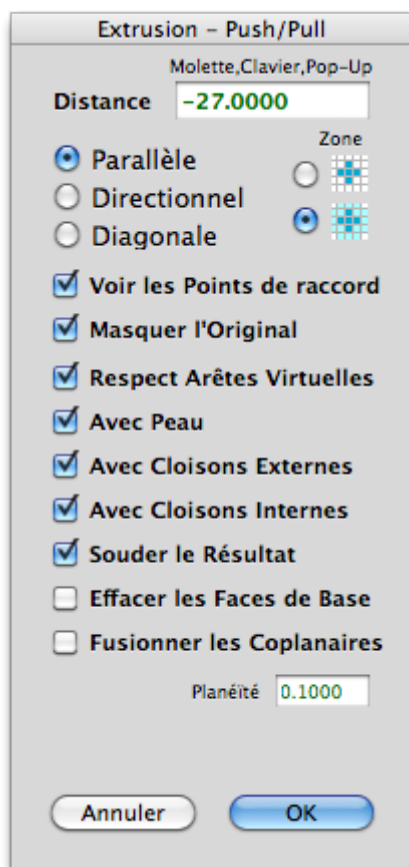 Extrusion - Push/Pull
Molette,Clavier,Pop-Up
Distance -27.0000
Zone
Parallèle
Directionnel
Diagonale
Voir les Points de raccord
Masquer l'Original
Respect Arêtes Virtuelles
Avec Peau
Avec Cloisons Externes
Avec Cloisons Internes
Souder le Résultat
Effacer les Faces de Base
Fusionner les Coplanaires
Planéïté 0.1000
Annuler OK